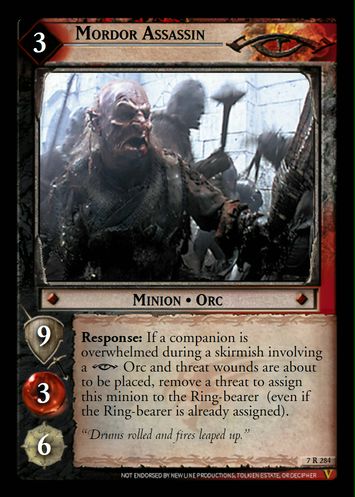 3
MORDOR ASSASSIN
MINION • ORC
9
3
6
Response: If a companion is
overwhelmed during a skirmish involving
a Orc and threat wounds are about
to be placed, remove a threat to assign
this minion to the Ring-bearer (even if
the Ring-bearer is already assigned).
“Drums rolled and fires leaped up.”
7 R 284
NOT ENDORSED BY NEW LINE PRODUCTIONS, TOLKIEN ESTATE, OR DECIPHER
V